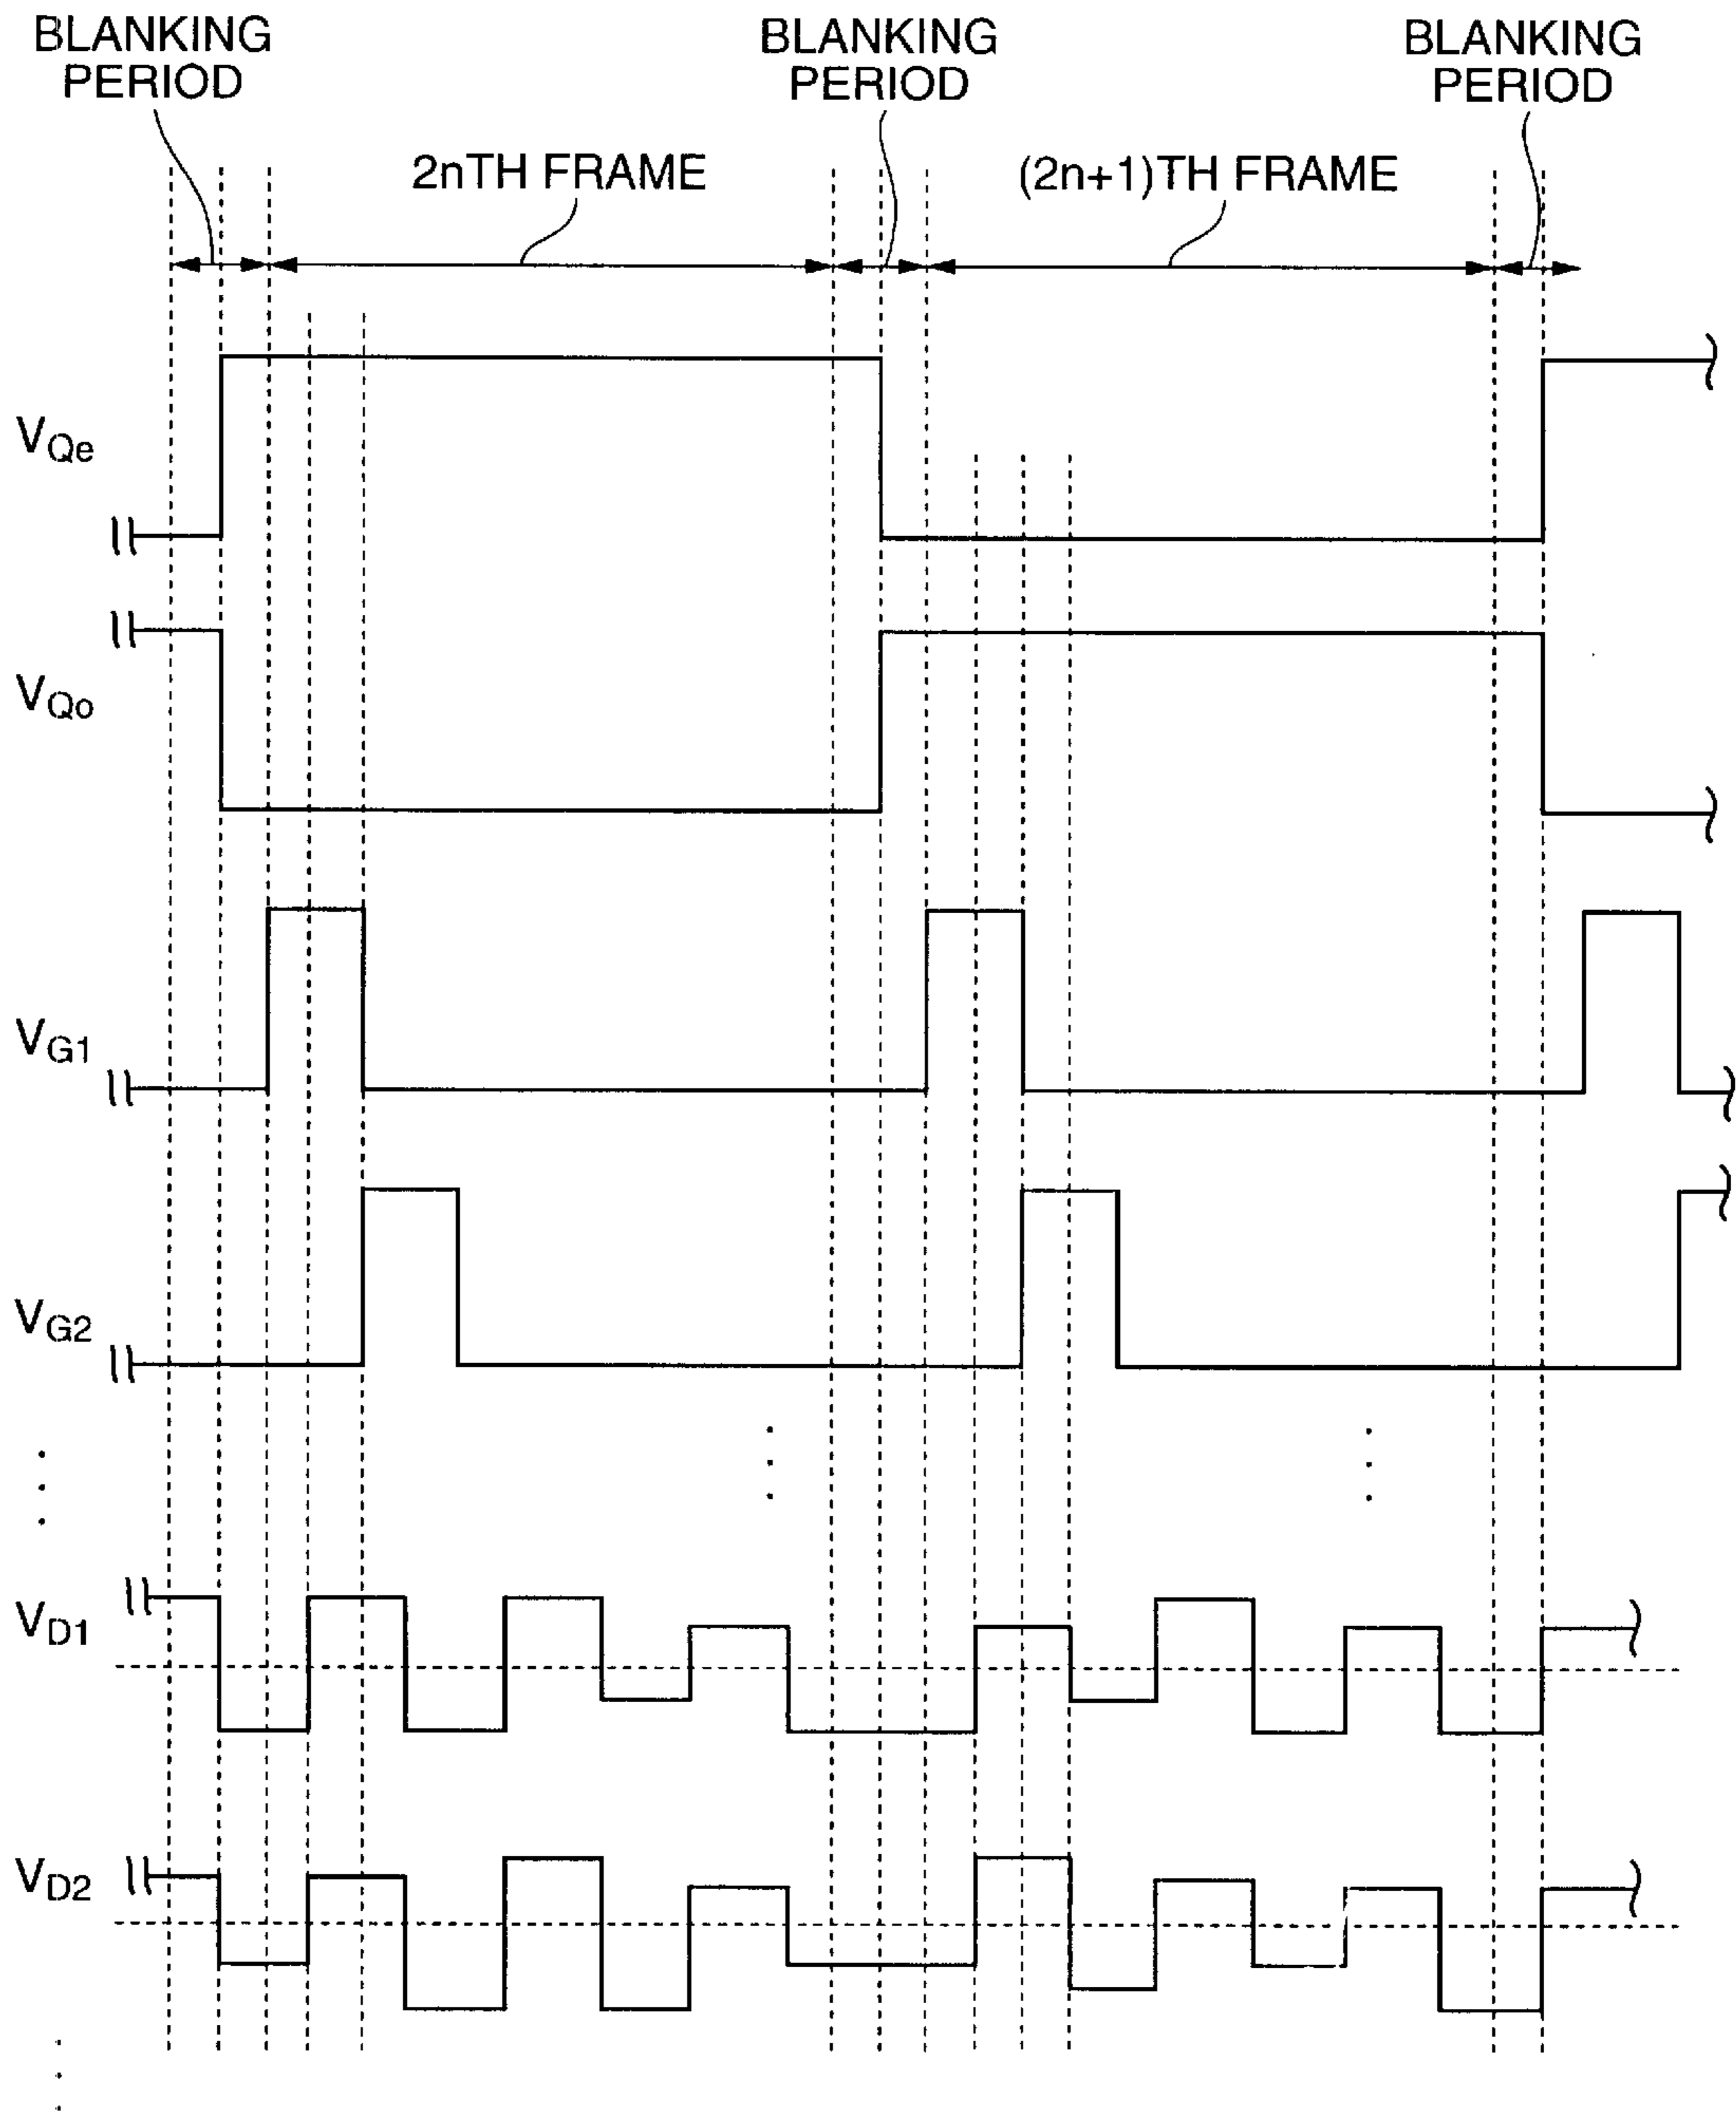 BLANKING
PERIOD
BLANKING
PERIOD
BLANKING
PERIOD
2nTH FRAME
(2n+1)TH FRAME
VQe
VQo
VG1
VG2
VD1
VD2